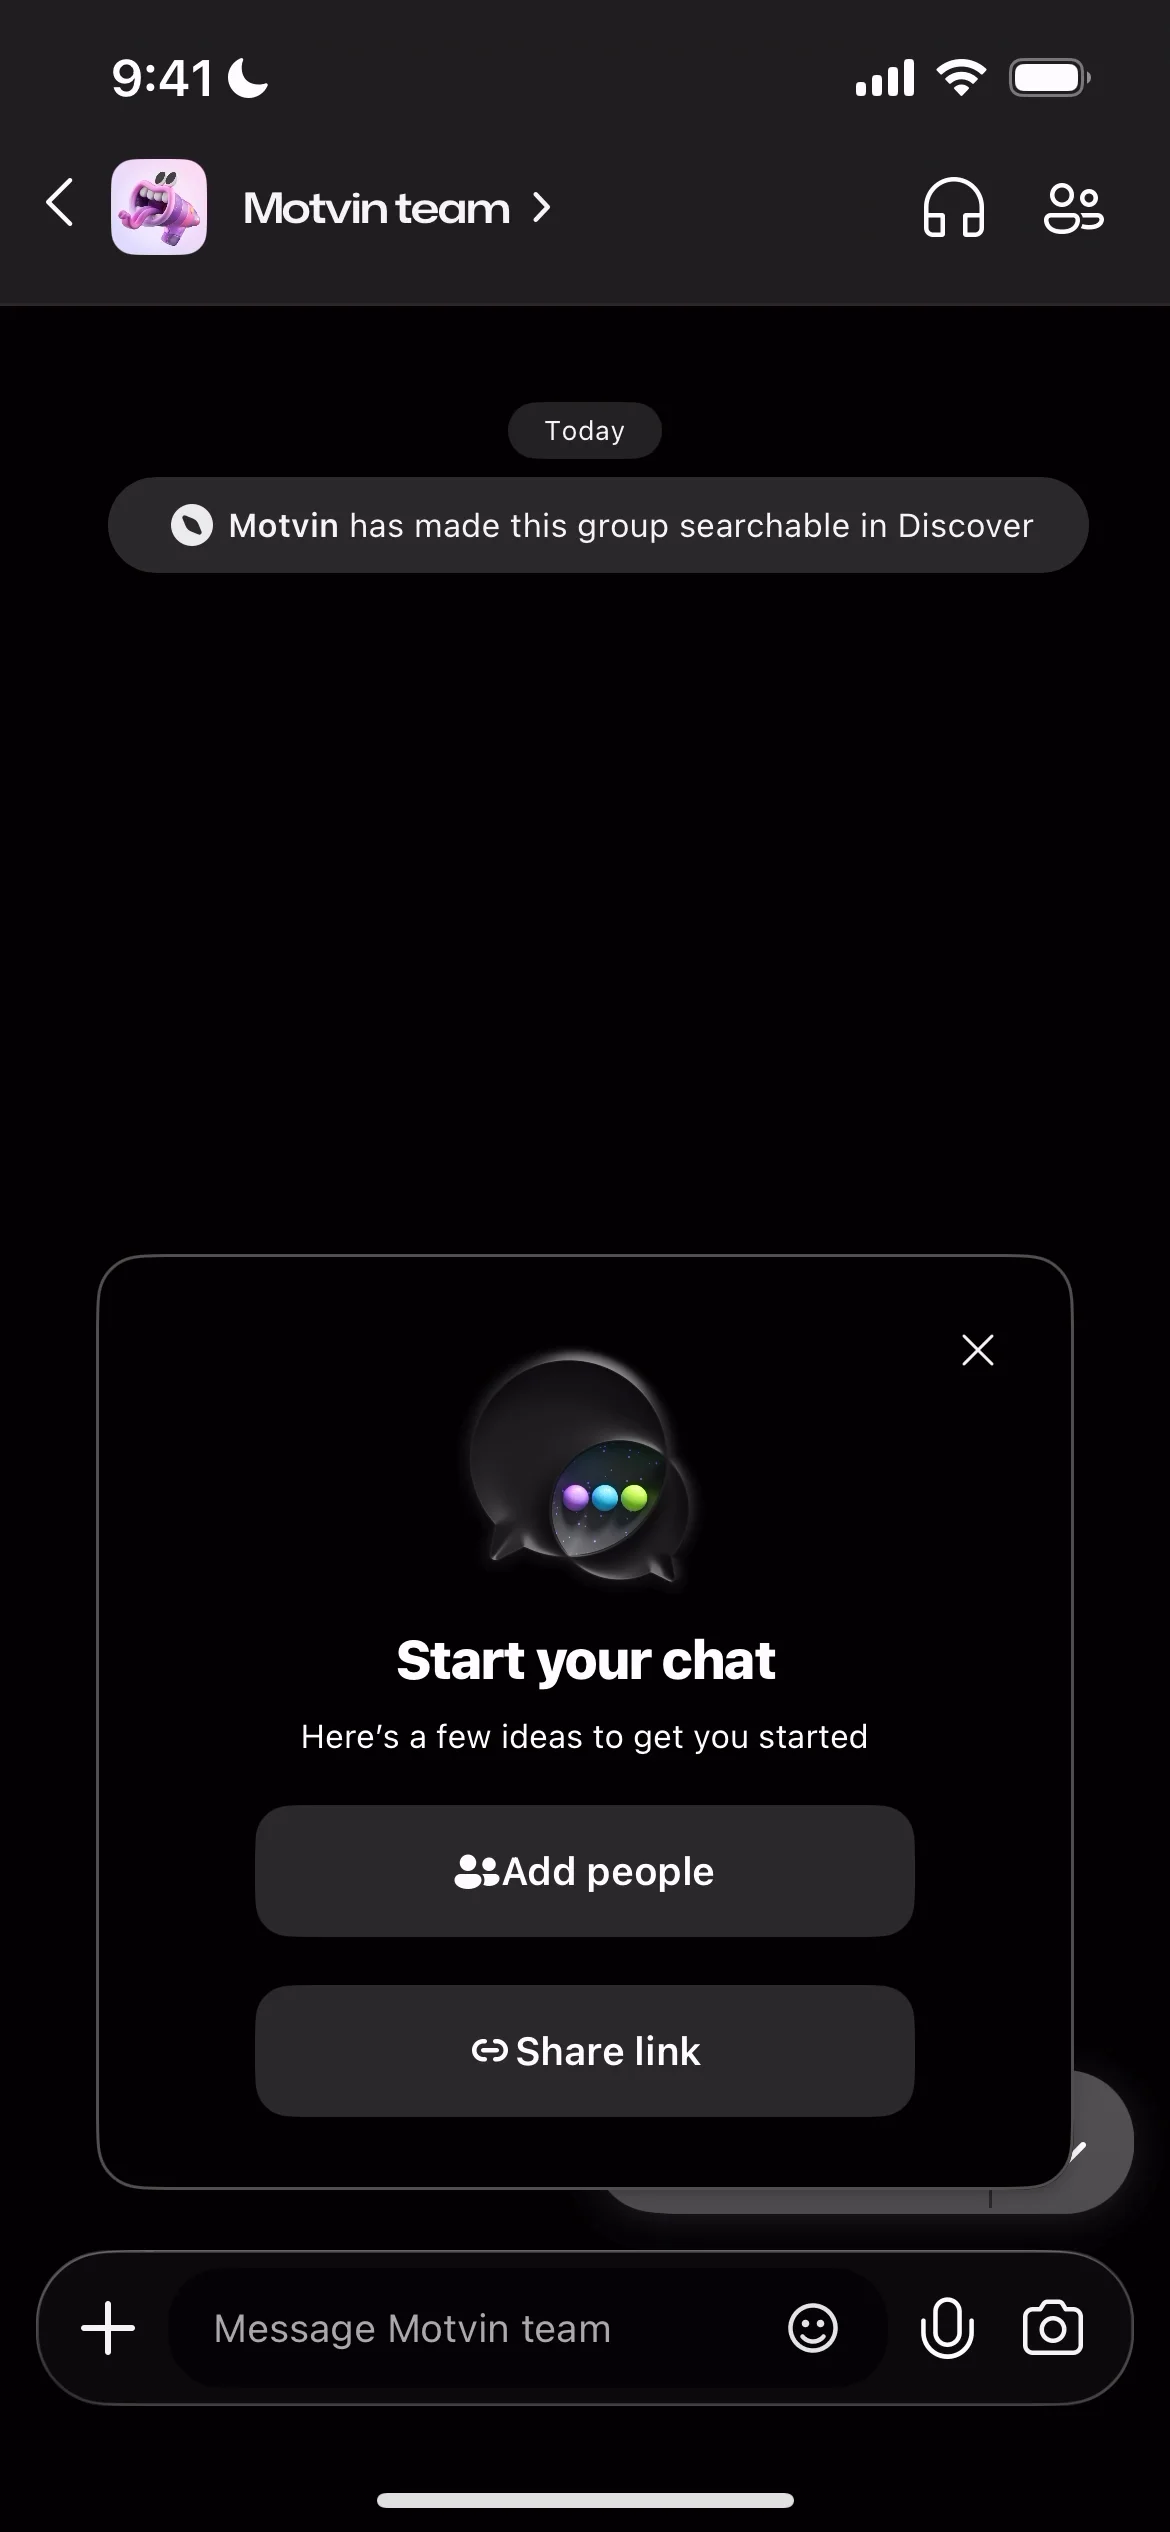 9:41
Motvin team
Today
Motvin has made this group searchable in Discover
Start your chat
Here’s a few ideas to get you started
Add people
Share link
Message Motvin team